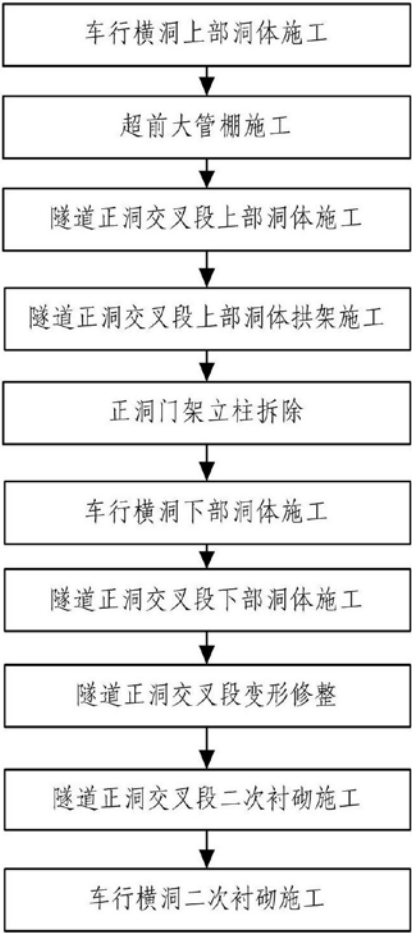 车行横洞上部洞体施工
超前大管棚施工
隧道正洞交叉段上部洞体施工
隧道正洞交叉段上部洞体拱架施工
正洞门架立柱拆除
车行横洞下部洞体施工
隧道正洞交叉段下部洞体施工
隧道正洞交叉段变形修整
隧道正洞交叉段二次衬砌施工
车行横洞二次衬砌施工